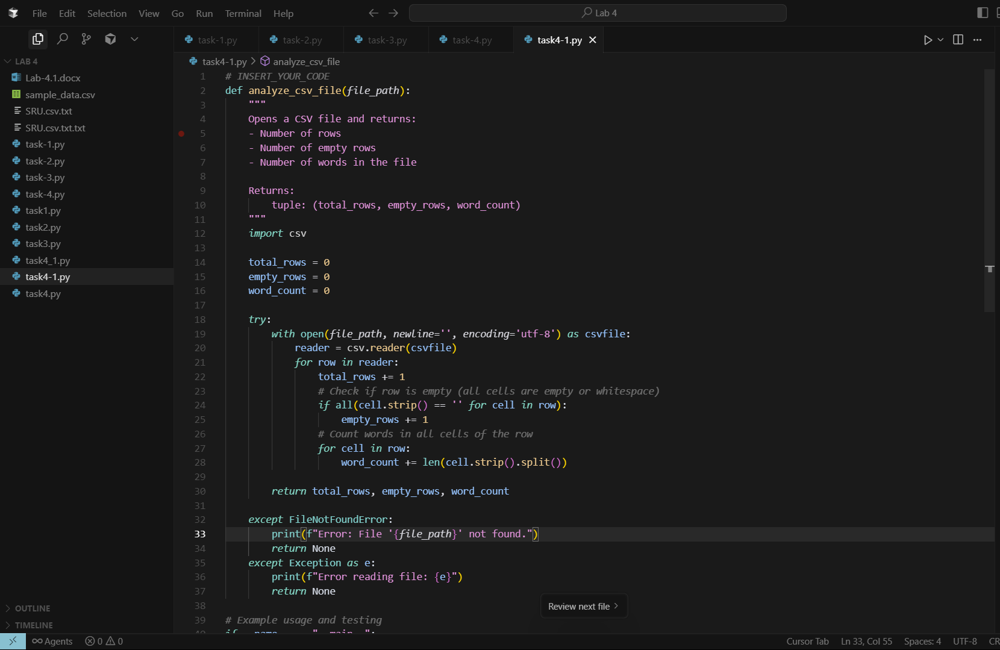 File Edit Selection View Go Run Terminal Help
Lab 4
task-1.py
task-2.py
task-3.py
task-4.py
task4-1.py
LAB 4
Lab-4.1.docx
sample_data.csv
SRU.csv.txt
SRU.csv.txt.txt
task-1.py
task-2.py
task-3.py
task-4.py
task1.py
task2.py
task3.py
task4_1.py
task4-1.py
task4.py
OUTLINE
TIMELINE
task4-1.py > analyze_csv_file
1 # INSERT_YOUR_CODE
2 def analyze_csv_file(file_path):
3 """
4 Opens a CSV file and returns:
5 - Number of rows
6 - Number of empty rows
7 - Number of words in the file
8
9 Returns:
10 tuple: (total_rows, empty_rows, word_count)
11 """
12 import csv
13
14 total_rows = 0
15 empty_rows = 0
16 word_count = 0
17
18 try:
19 with open(file_path, newline='', encoding='utf-8') as csvfile:
20 reader = csv.reader(csvfile)
21 for row in reader:
22 total_rows += 1
23 # Check if row is empty (all cells are empty or whitespace)
24 if all(cell.strip() == '' for cell in row):
25 empty_rows += 1
26 # Count words in all cells of the row
27 for cell in row:
28 word_count += len(cell.strip().split())
29
30 return total_rows, empty_rows, word_count
31
32 except FileNotFoundError:
33 print(f"Error: File '{file_path}' not found.")
34 return None
35 except Exception as e:
36 print(f"Error reading file: {e}")
37 return None
38
39 # Example usage and testing
Review next file >
Agents 0 0
Cursor Tab Ln 33, Col 55 Spaces: 4 UTF-8 CR